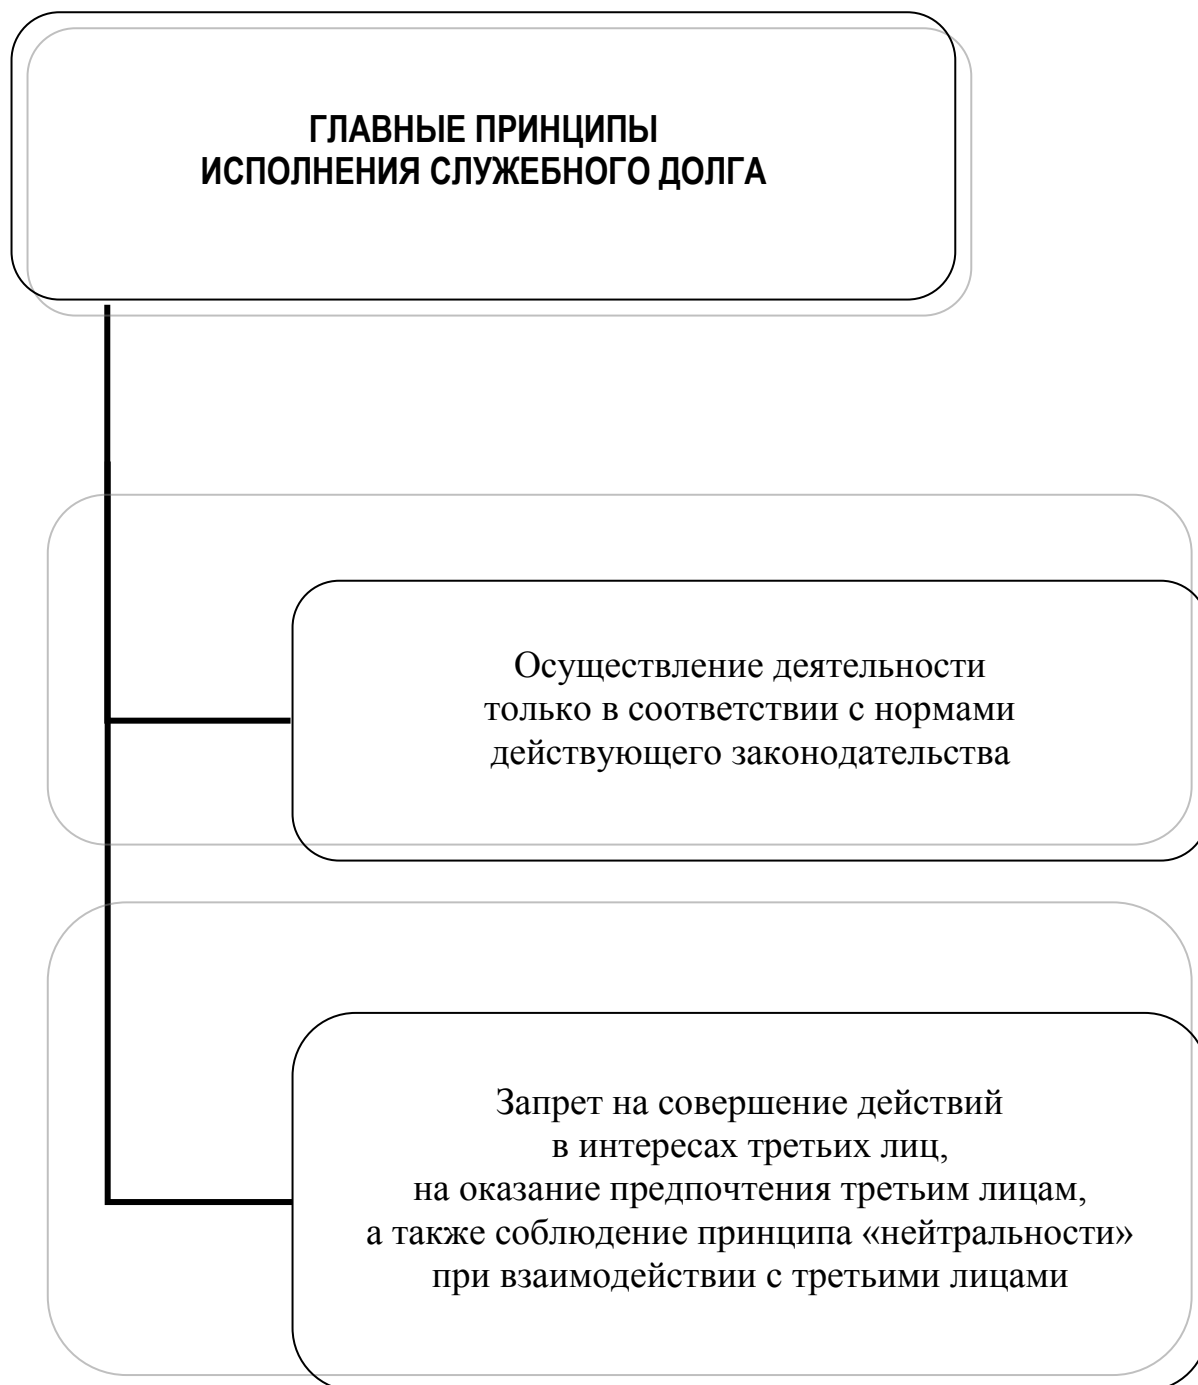 ГЛАВНЫЕ ПРИНЦИПЫ
ИСПОЛНЕНИЯ СЛУЖЕБНОГО ДОЛГА
Осуществление деятельности
только в соответствии с нормами
действующего законодательства
Запрет на совершение действий
в интересах третьих лиц,
на оказание предпочтения третьим лицам,
а также соблюдение принципа «нейтральности»
при взаимодействии с третьими лицами